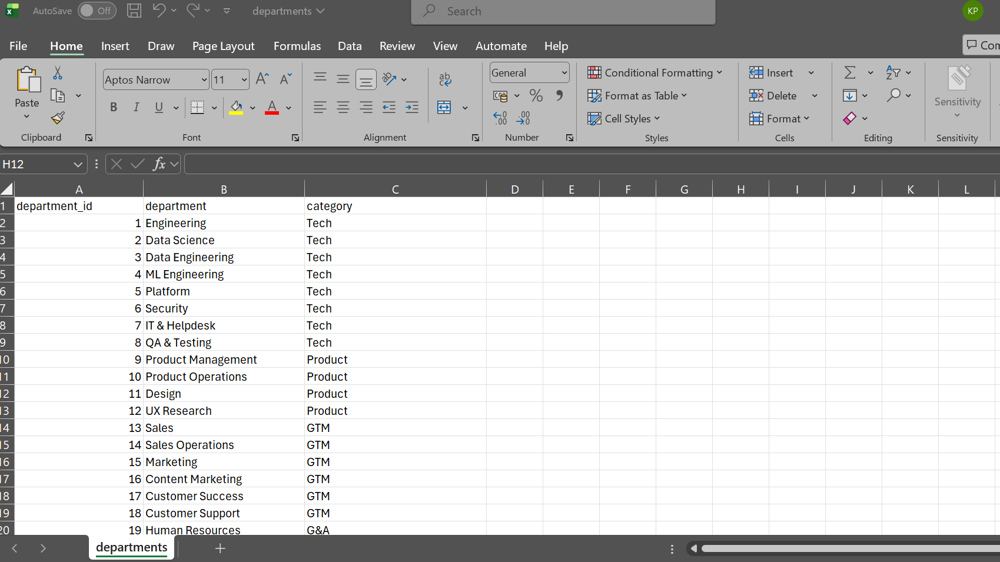 AutoSave Off departments Search KP
File Home Insert Draw Page Layout Formulas Data Review View Automate Help
Paste
Clipboard
Aptos Narrow 11
B I U A
Font
ab
Alignment
General
% 
Number
Conditional Formatting
Format as Table
Cell Styles
Styles
Insert
Delete
Format
Cells
Editing
Sensitivity
Sensitivity
H12 fx
A B C D E F G H I J K L
1 department_id department category
2 1 Engineering Tech
3 2 Data Science Tech
4 3 Data Engineering Tech
5 4 ML Engineering Tech
6 5 Platform Tech
7 6 Security Tech
8 7 IT & Helpdesk Tech
9 8 QA & Testing Tech
10 9 Product Management Product
11 10 Product Operations Product
12 11 Design Product
13 12 UX Research Product
14 13 Sales GTM
15 14 Sales Operations GTM
16 15 Marketing GTM
17 16 Content Marketing GTM
18 17 Customer Success GTM
19 18 Customer Support GTM
20 19 Human Resources G&A
departments